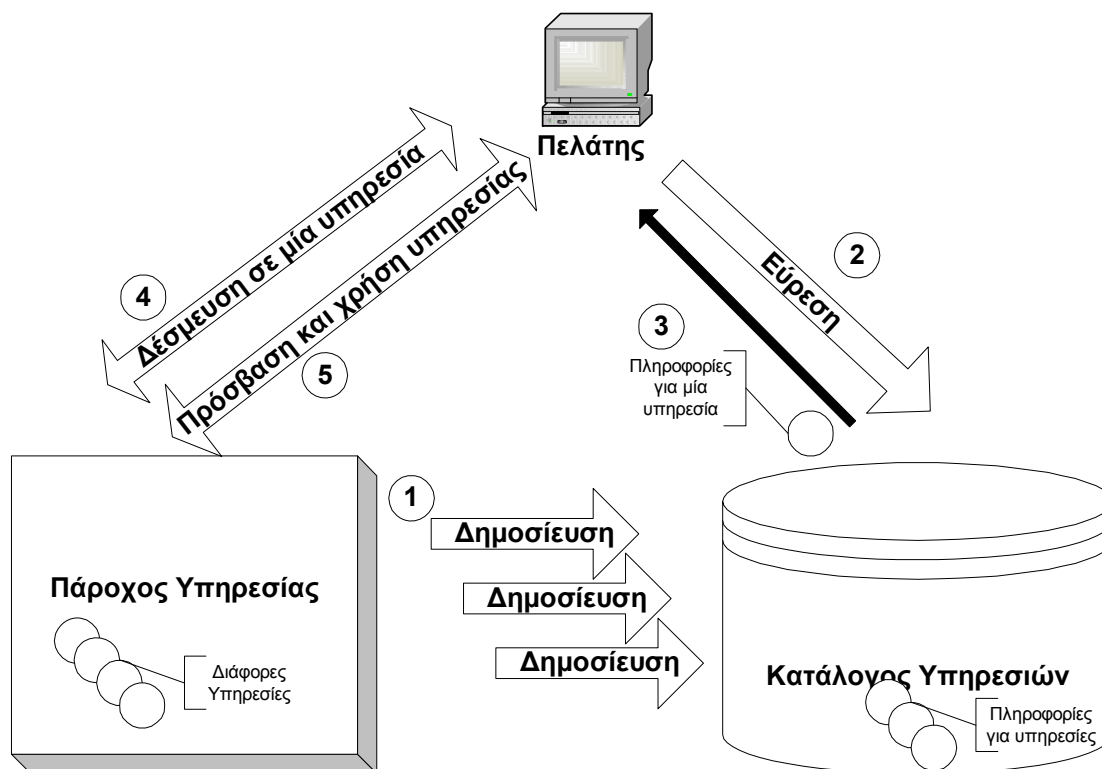 Πελάτης
Δέσμευση σε μία υπηρεσία
4
Πρόσβαση και χρήση υπηρεσίας
5
Εύρεση
2
3
Πληροφορίες
για μία
υπηρεσία
1
Δημοσίευση
Δημοσίευση
Δημοσίευση
Πάροχος Υπηρεσίας
Διάφορες
Υπηρεσίες
Κατάλογος Υπηρεσιών
Πληροφορίες
για υπηρεσίες